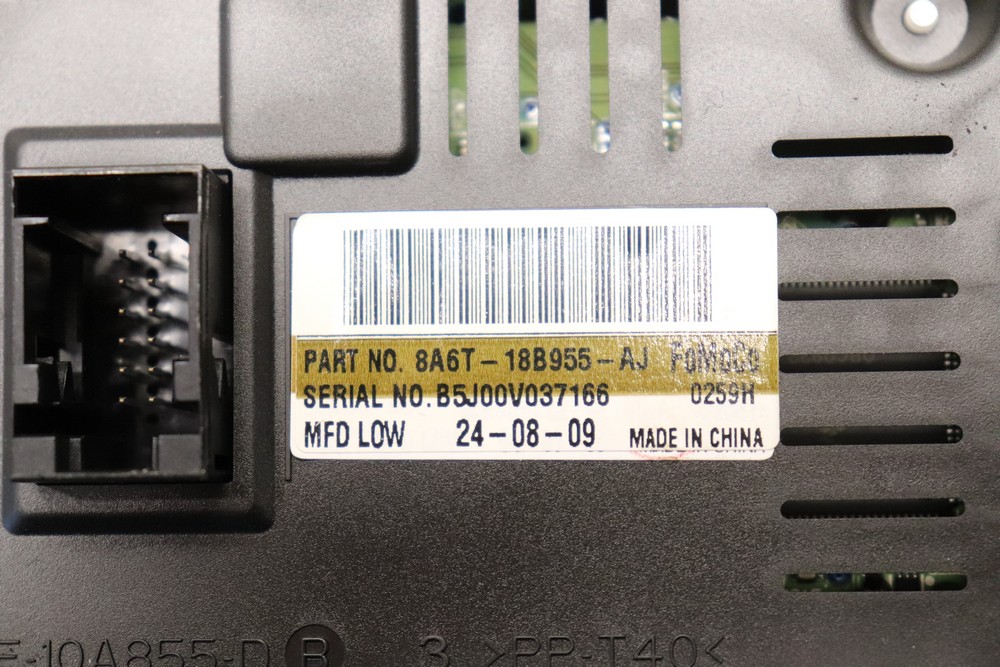 PART NO. 8A6T-18B955-AJ FoMoCo
SERIAL NO. B5J00V037166 0259H
MFD LOW 24-08-09 MADE IN CHINA
-10A855-D B 3 >PP-T40<